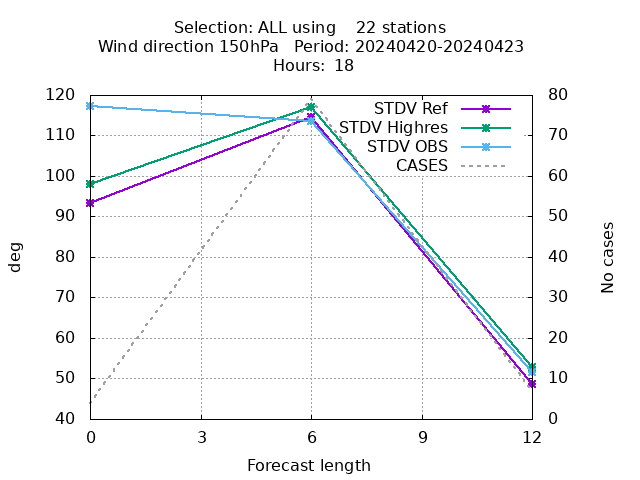 Selection: ALL using    22 stations
Wind direction 150hPa   Period: 20240420-20240423
Hours:  18
120
110
100
90
80
70
60
50
40
deg
STDV Ref
STDV Highres
STDV OBS
CASES
80
70
60
50
40
30
20
10
0
No cases
0 3 6 9 12
Forecast length